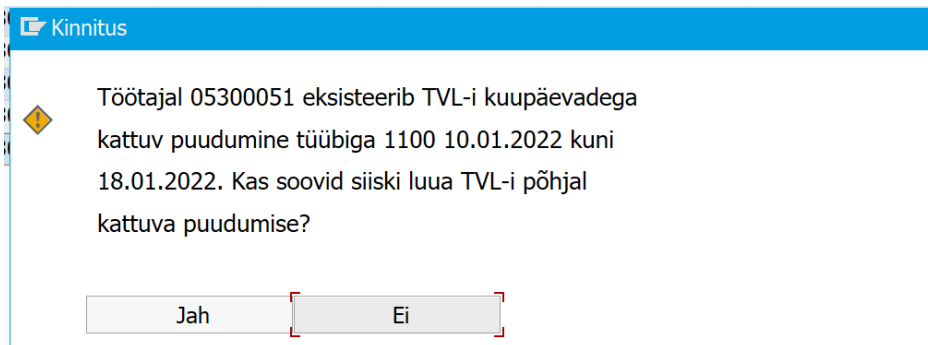 Kinnitus
Töötajal 05300051 eksisteerib TVL-i kuupäevadega
kattuv puudumine tüübiga 1100 10.01.2022 kuni
18.01.2022. Kas soovid siiski luua TVL-i põhjal
kattuva puudumise?
Jah
Ei